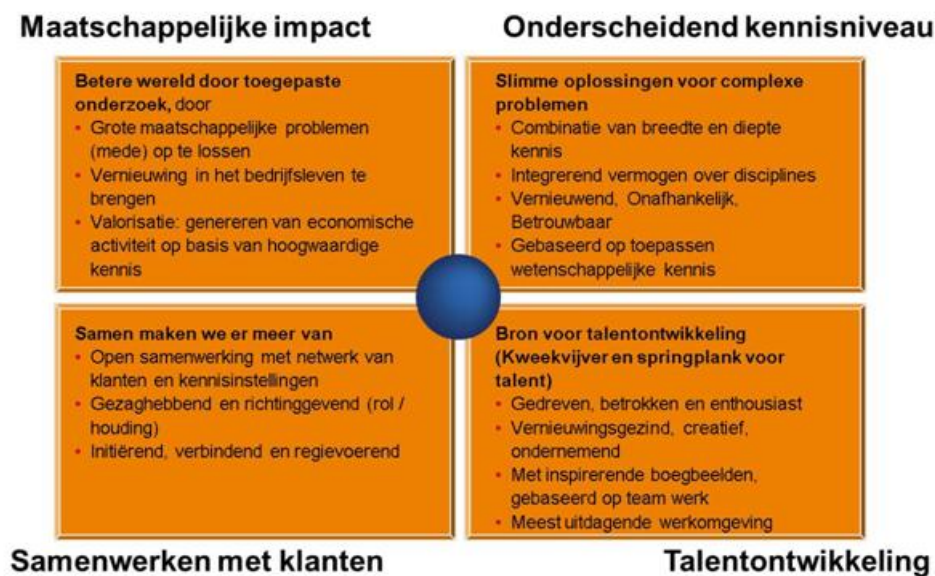 Maatschappelijke impact
Onderscheidend kennisniveau
Betere wereld door toegepaste
onderzoek, door
• Grote maatschappelijke problemen
(mede) op te lossen
• Vernieuwing in het bedrijfsleven te
brengen
• Valorisatie: genereren van economische
activiteit op basis van hoogwaardige
kennis
Slimme oplossingen voor complexe
problemen
• Combinatie van breedte en diepte
kennis
• Integrerend vermogen over disciplines
• Vernieuwend, Onafhankelijk,
Betrouwbaar
• Gebaseerd op toepassen
wetenschappelijke kennis
Samen maken we er meer van
• Open samenwerking met netwerk van
klanten en kennisinstellingen
• Gezaghebbend en richtinggevend (rol /
houding)
• Initiërend, verbindend en regievoerend
Bron voor talentontwikkeling
(Kweekvijver en springplank voor
talent)
• Gedreven, betrokken en enthousiast
• Vernieuwingsgezind, creatief,
ondernemend
• Met inspirerende boegbeelden,
gebaseerd op team werk
• Meest uitdagende werkomgeving
Samenwerken met klanten
Talentontwikkeling